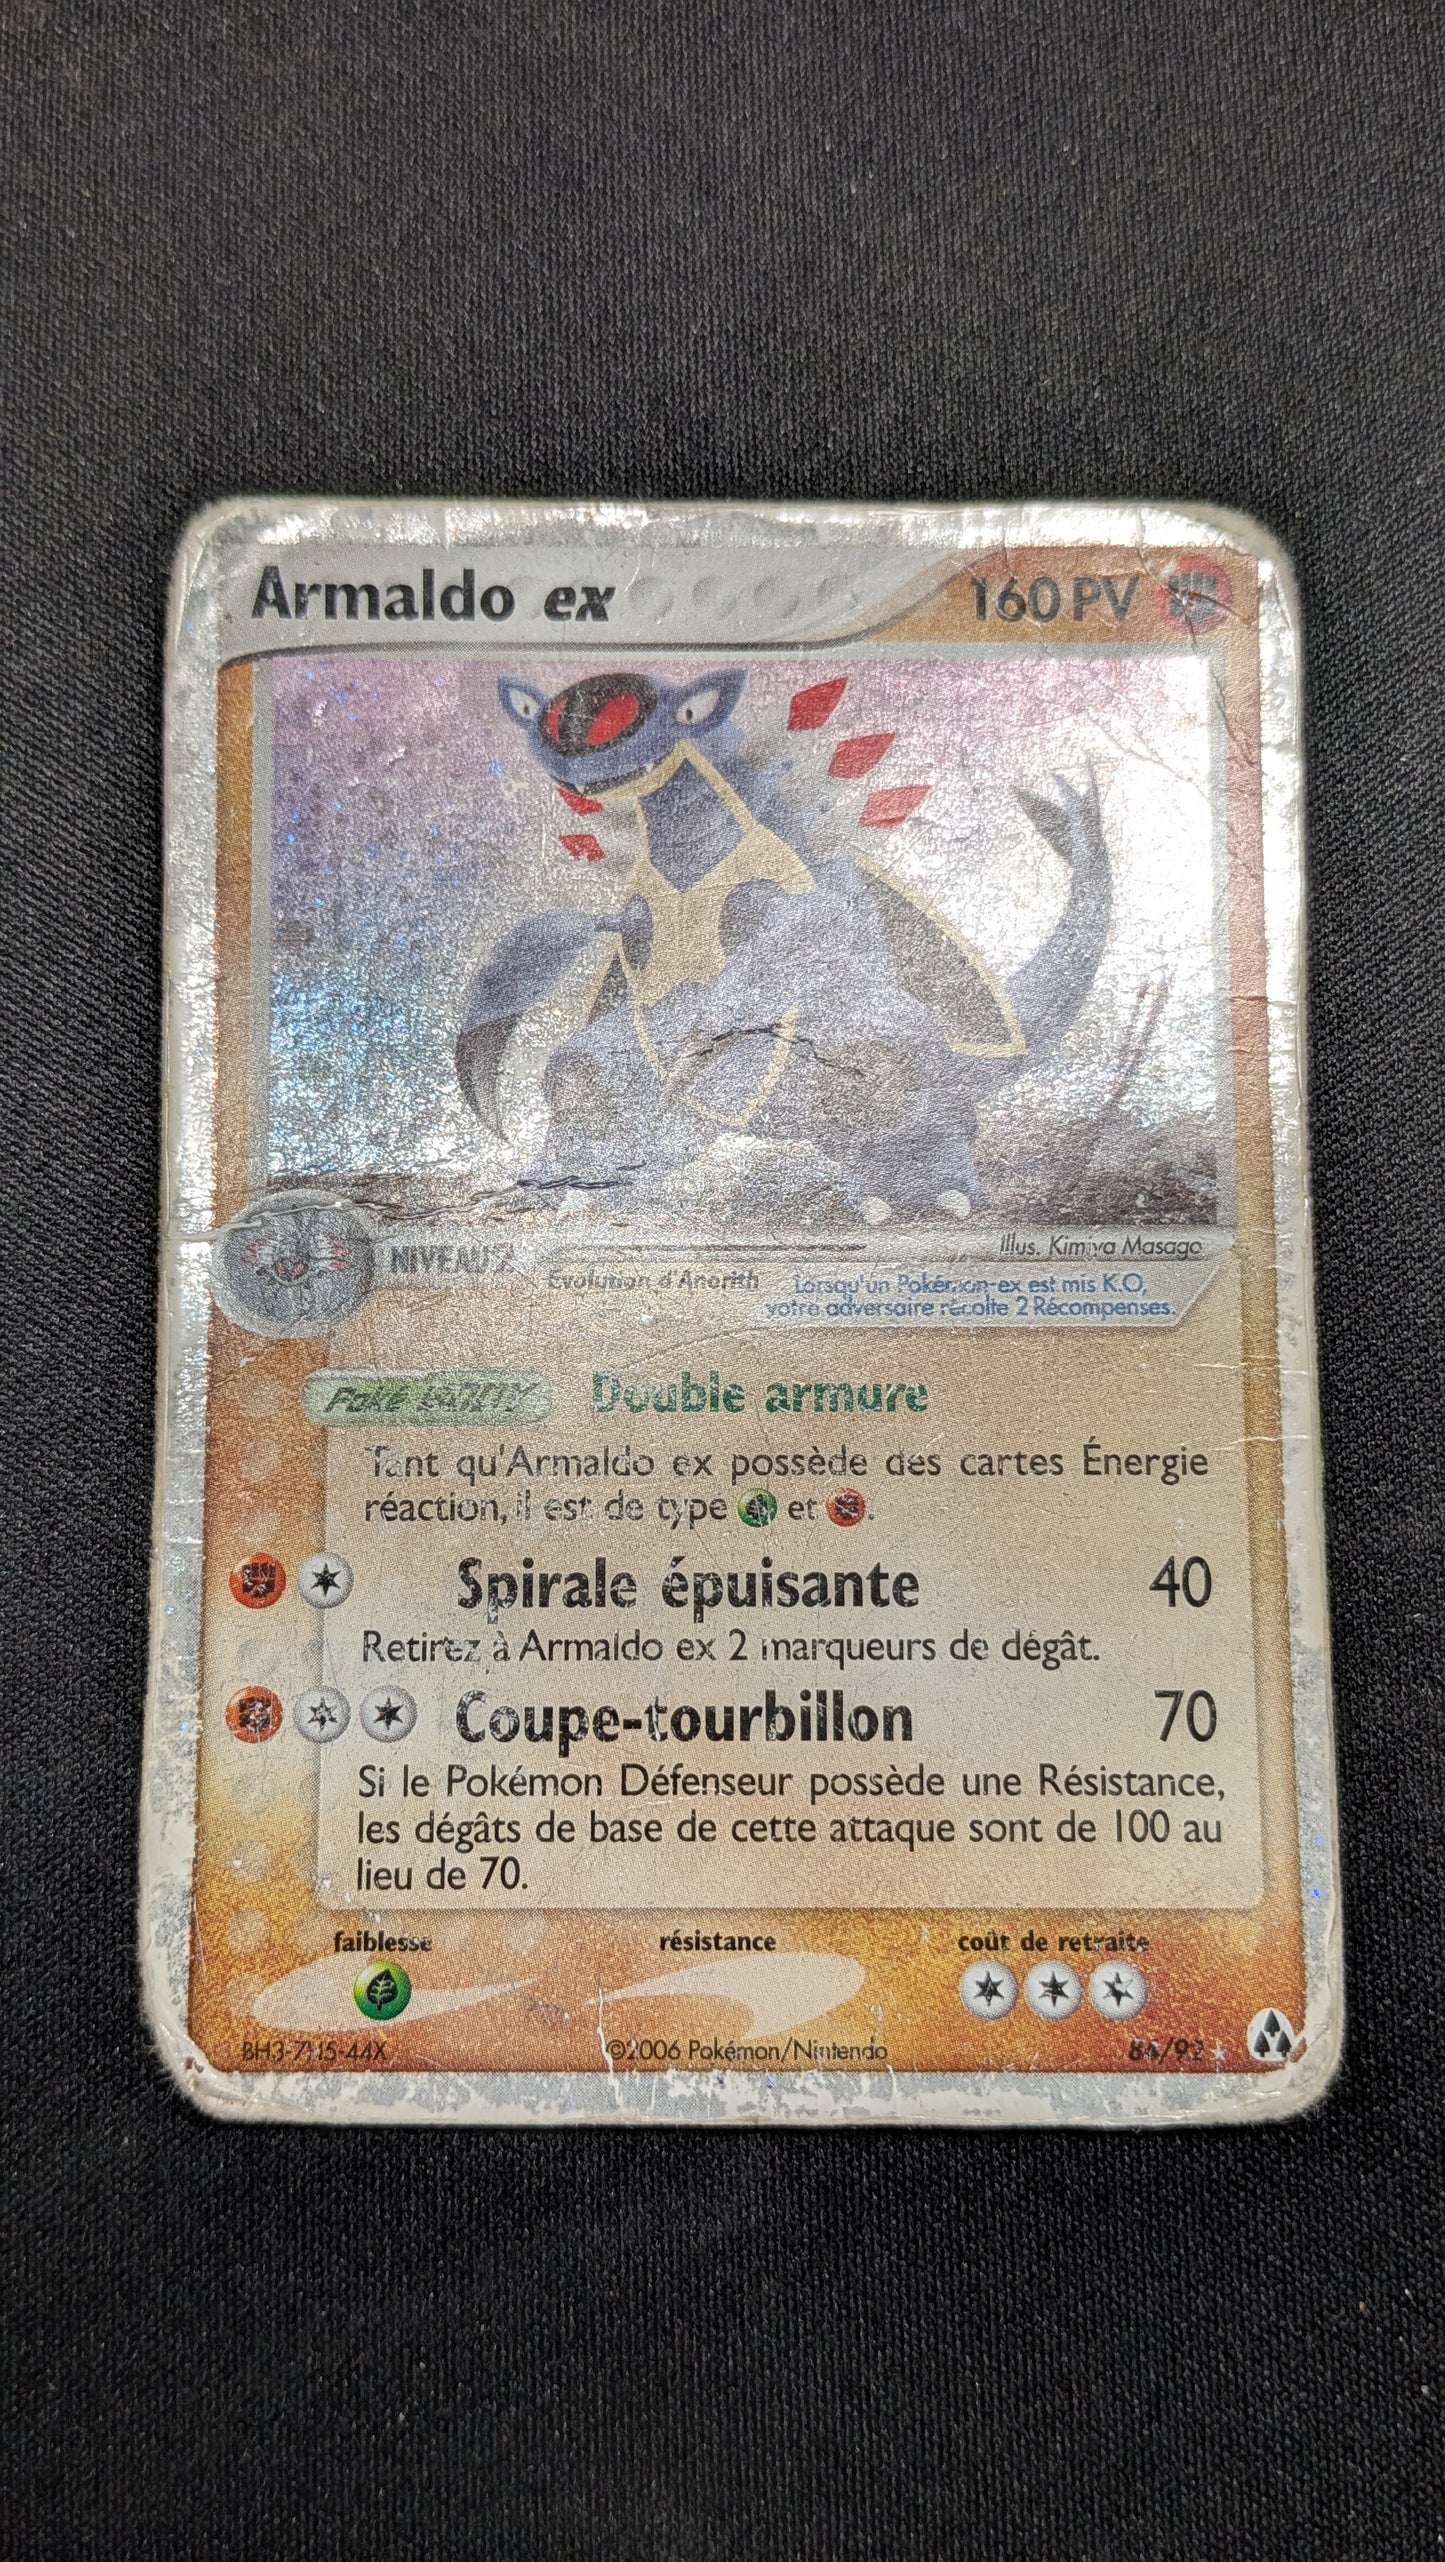 Armaldo ex 160 PV
NIVEAU 2
Illus. Kimiya Masago
Évolution d'Anorith
Lorsqu'un Pokémon-ex est mis K.O,
votre adversaire récolte 2 Récompenses.
Poké-BODY Double armure
Tant qu'Armaldo ex possède des cartes Énergie
réaction, il est de type et .
Spirale épuisante 40
Retirez à Armaldo ex 2 marqueurs de dégât.
Coupe-tourbillon 70
Si le Pokémon Défenseur possède une Résistance,
les dégâts de base de cette attaque sont de 100 au
lieu de 70.
faiblesse résistance coût de retraite
©2006 Pokémon/Nintendo 84/92 ★